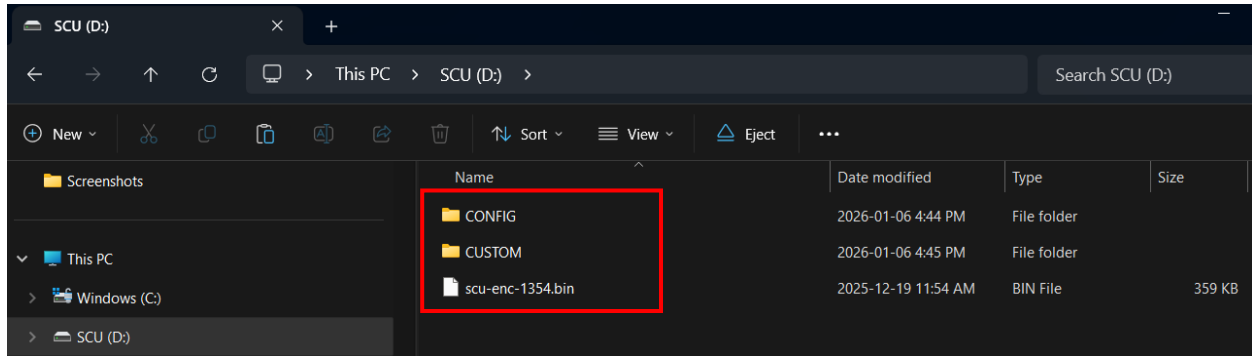 SCU (D:)
This PC > SCU (D:) > Search SCU (D:)
New Sort View Eject
Screenshots
Name Date modified Type Size
CONFIG 2026-01-06 4:44 PM File folder
CUSTOM 2026-01-06 4:45 PM File folder
This PC
scu-enc-1354.bin 2025-12-19 11:54 AM BIN File 359 KB
Windows (C:)
SCU (D:)